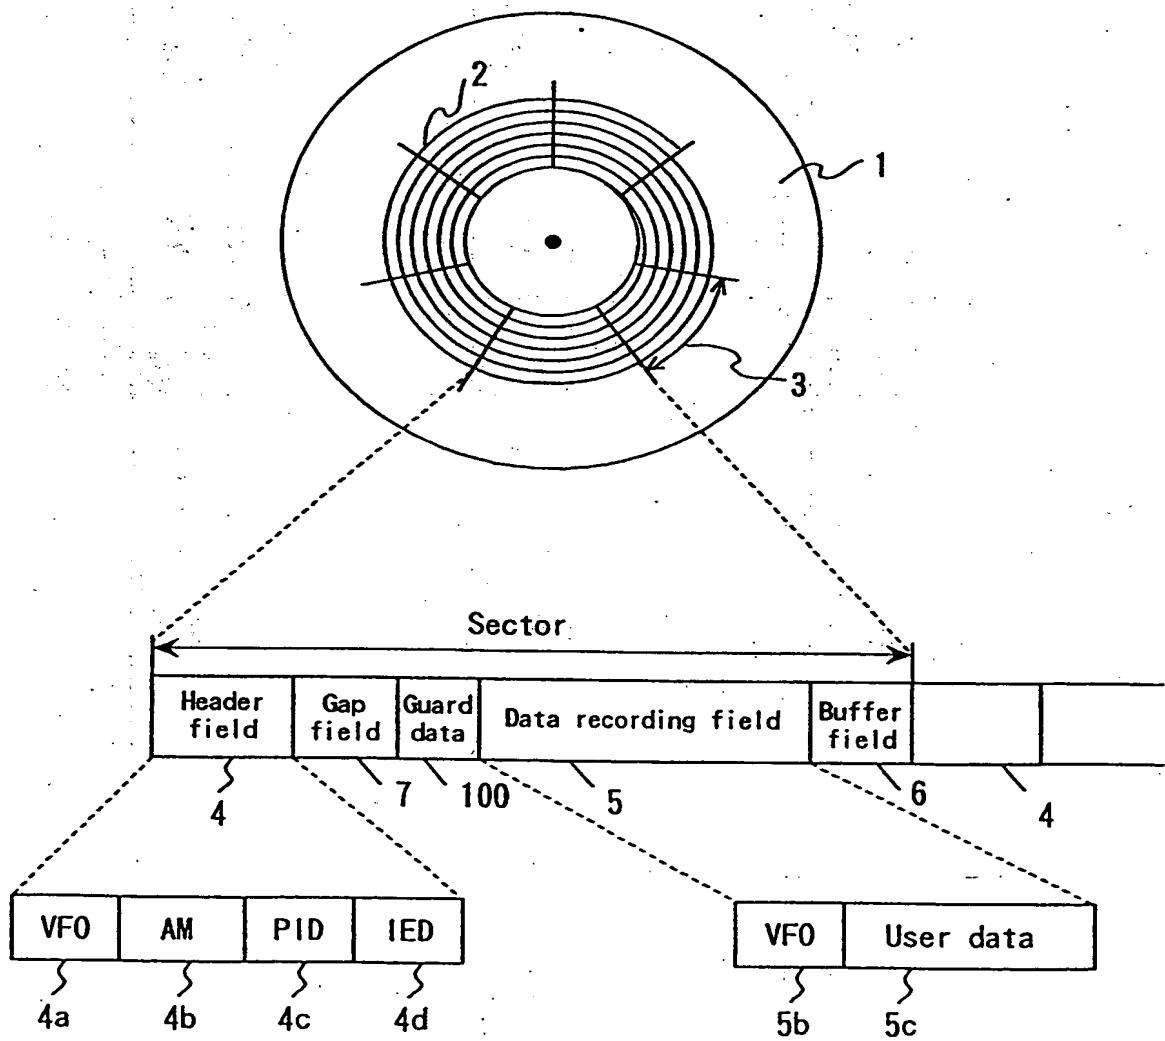 2
1
3
Sector
Header field
Gap field
Guard data
Data recording field
Buffer field
4
7
100
5
6
4
VFO
AM
PID
IED
VFO
User data
4a
4b
4c
4d
5b
5c